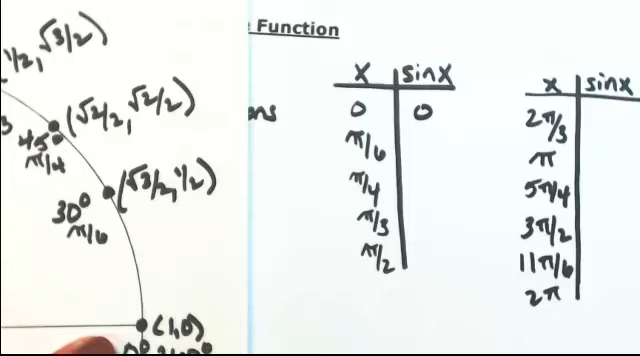 (1/2, √3/2)
45° (√2/2, √2/2)
π/4
30° (√3/2, 1/2)
π/6
(1,0)
Function
ons
x sinx
0 0
π/6
π/4
π/3
π/2
x sinx
2π/3
π
5π/4
3π/2
11π/6
2π